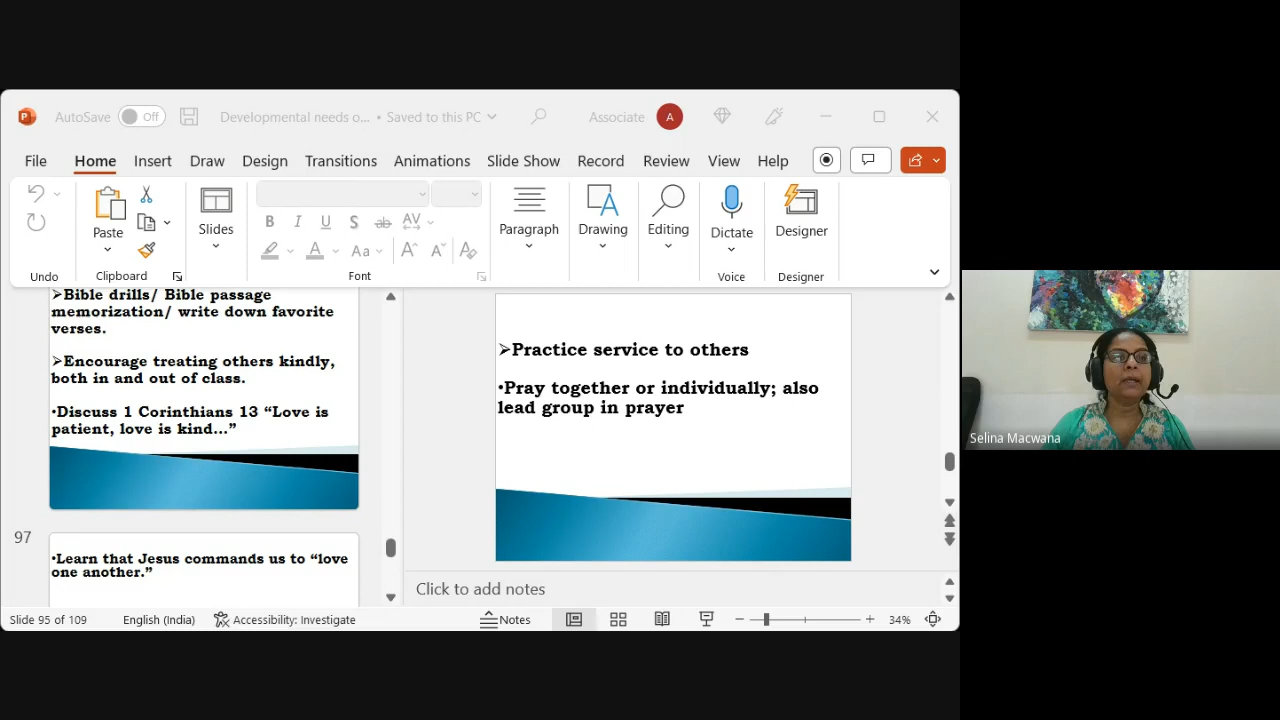 AutoSave Off Developmental needs o... • Saved to this PC Associate A
File Home Insert Draw Design Transitions Animations Slide Show Record Review View Help
Paste Slides Paragraph Drawing Editing Dictate Designer
B I U S ab AV
A Aa A A A
Undo Clipboard Font Voice Designer
➢Bible drills/ Bible passage
memorization/ write down favorite
verses.
➢Encourage treating others kindly,
both in and out of class.
•Discuss 1 Corinthians 13 “Love is
patient, love is kind...”
97
•Learn that Jesus commands us to “love
one another.”
➢Practice service to others
•Pray together or individually; also
lead group in prayer
Click to add notes
Slide 95 of 109 English (India) Accessibility: Investigate Notes 34%
Selina Macwana